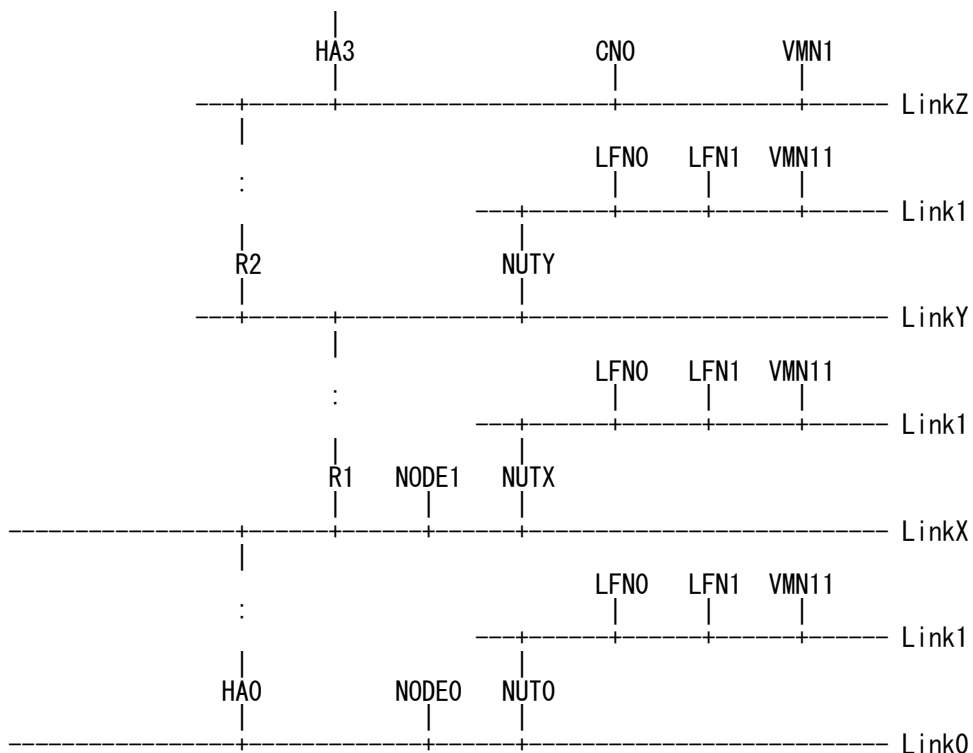 HA3 CN0 VMN1
LinkZ
LFN0 LFN1 VMN11
Link1
R2 NUTY
LinkY
LFN0 LFN1 VMN11
Link1
R1 NODE1 NUTX
LinkX
LFN0 LFN1 VMN11
Link1
HA0 NODE0 NUT0
Link0